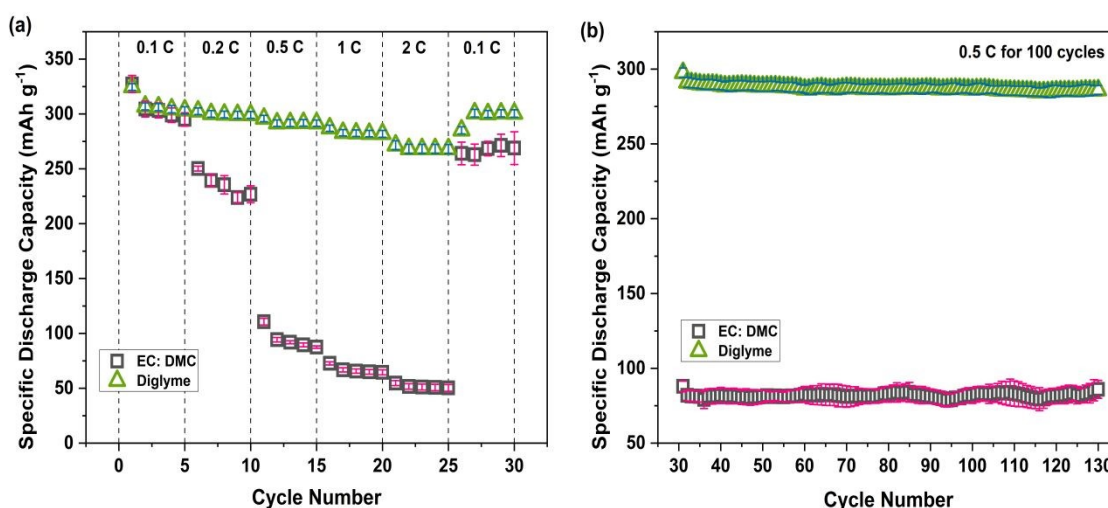 (a)
0.1 C 0.2 C 0.5 C 1 C 2 C 0.1 C
350
300
250
200
150
100
50
0
Specific Discharge Capacity (mAh g⁻¹)
EC: DMC
Diglyme
0 5 10 15 20 25 30
Cycle Number
(b)
0.5 C for 100 cycles
300
250
200
150
100
50
Specific Discharge Capacity (mAh g⁻¹)
EC: DMC
Diglyme
30 40 50 60 70 80 90 100 110 120 130
Cycle Number